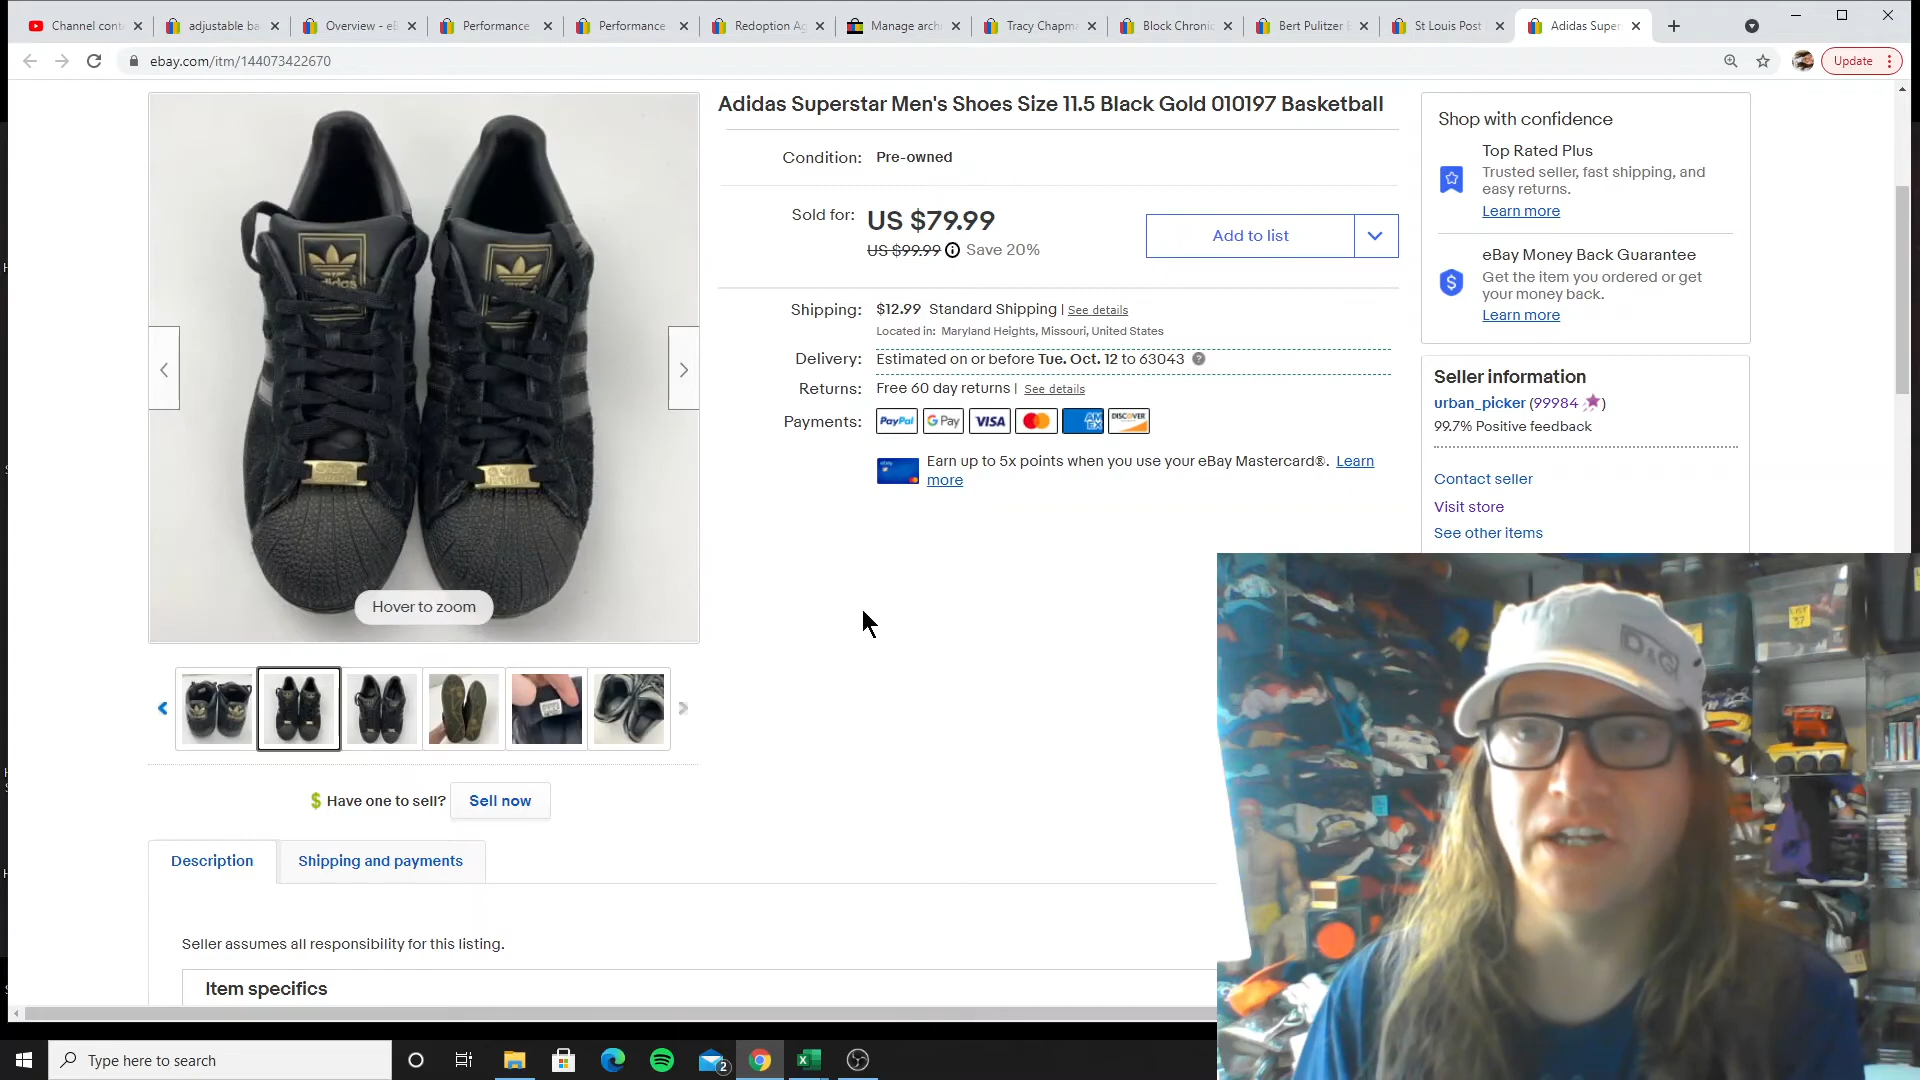 Channel cont
adjustable ba
Overview - eB
Performance
Performance
Redoption Ag
Manage arch
Tracy Chapm
Block Chronic
Bert Pulitzer
St Louis Post
Adidas Super
ebay.com/itm/144073422670
Update
Adidas Superstar Men's Shoes Size 11.5 Black Gold 010197 Basketball
Condition: Pre-owned
Sold for: US $79.99
US $99.99 Save 20%
Add to list
Shipping: $12.99 Standard Shipping | See details
Located in: Maryland Heights, Missouri, United States
Delivery: Estimated on or before Tue. Oct. 12 to 63043
Returns: Free 60 day returns | See details
Payments: PayPal G Pay VISA AMEX DISCOVER
Earn up to 5x points when you use your eBay Mastercard®. Learn
more
Shop with confidence
Top Rated Plus
Trusted seller, fast shipping, and
easy returns.
Learn more
eBay Money Back Guarantee
Get the item you ordered or get
your money back.
Learn more
Seller information
urban_picker (99984)
99.7% Positive feedback
Contact seller
Visit store
See other items
adidas
Hover to zoom
$ Have one to sell? Sell now
Description
Shipping and payments
Seller assumes all responsibility for this listing.
Item specifics
D&G
37
Type here to search
2